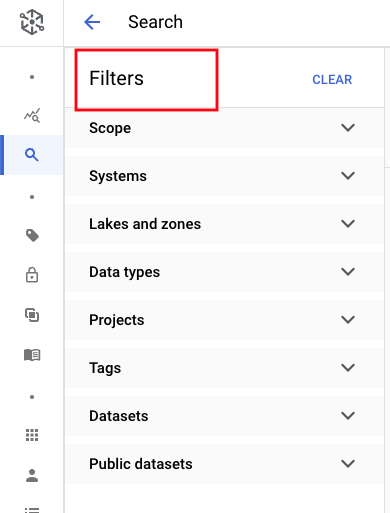 Search
Filters
CLEAR
Scope
Systems
Lakes and zones
Data types
Projects
Tags
Datasets
Public datasets